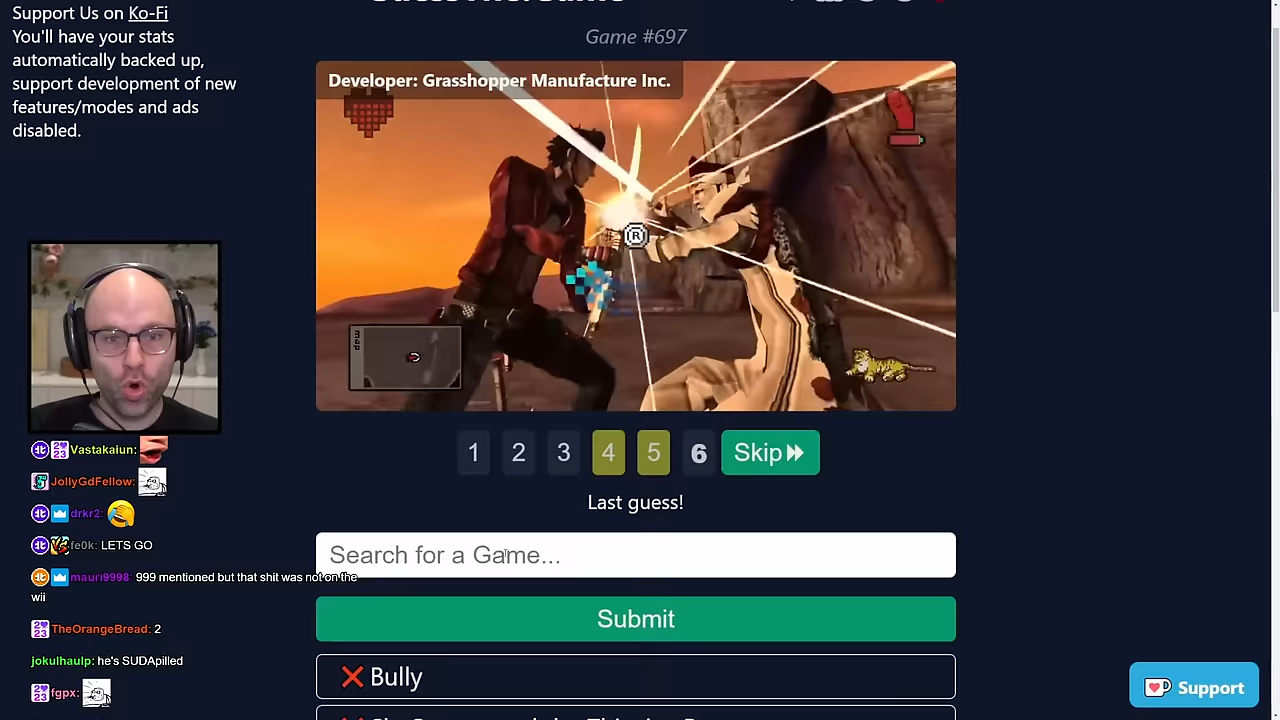 Support Us on Ko-Fi
You'll have your stats
automatically backed up,
support development of new
features/modes and ads
disabled.
Game #697
Developer: Grasshopper Manufacture Inc.
R
map
1 2 3 4 5 6 Skip
Last guess!
Search for a Game...
Submit
Bully
Vastakaiun:
JollyGdFellow:
drkr2:
fe0k: LETS GO
mauri9998 999 mentioned but that shit was not on the
wii
TheOrangeBread: 2
jokulhaulp: he's SUDApilled
fgpx:
Support